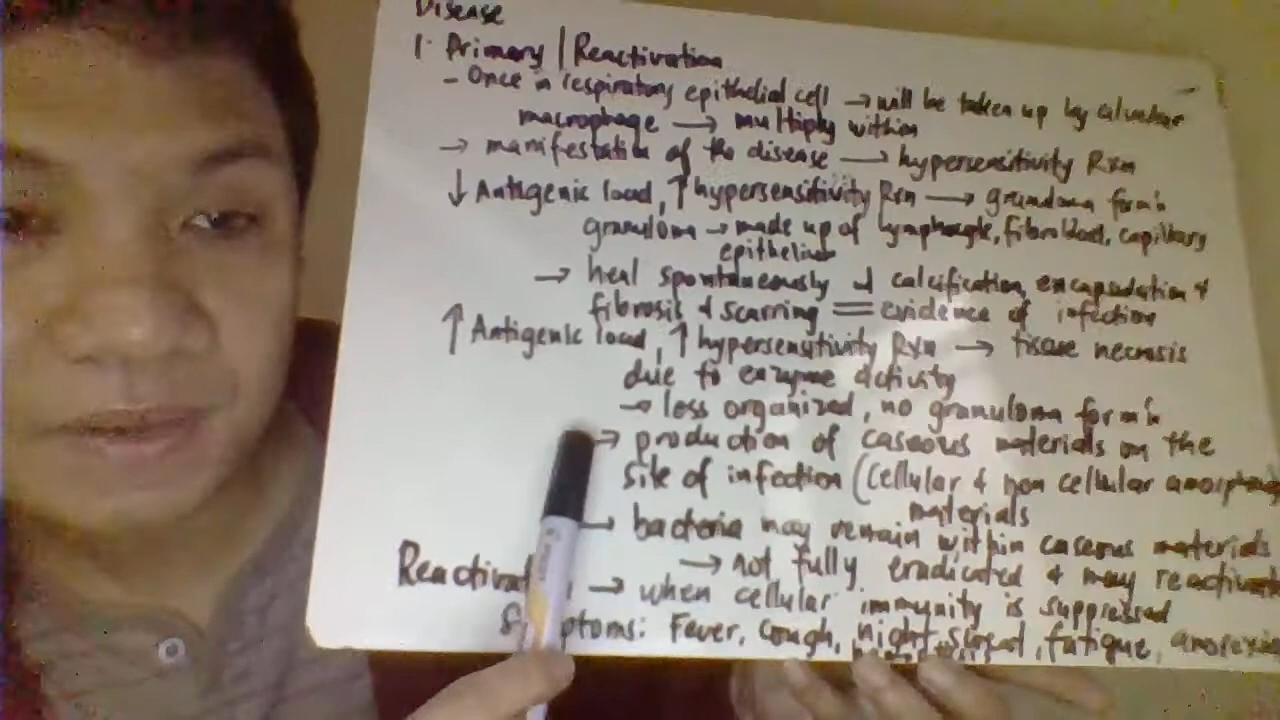 Disease
1. Primary | Reactivation
- Once in respiratory epithelial cell → will be taken up by alveolar
macrophage → multiply within
→ manifestation of the disease → hypersensitivity Rxn
↓ Antigenic load, ↑ hypersensitivity Rxn → granuloma form'n
granuloma → made up of lymphocyte, fibroblast, capillary
epithelium
→ heal spontaneously calcification, encapsulation &
fibrosis & scarring = evidence of infection
↑ Antigenic load, ↑ hypersensitivity Rxn → tissue necrosis
due to enzyme activity
→ less organized, no granuloma form'n
→ production of caseous materials on the
site of infection (cellular & non cellular amorphous
materials
→ bacteria may remain within caseous materials
→ not fully eradicated & may reactivate
→ when cellular immunity is suppressed
Fever, cough, night, fatigue, anorexia